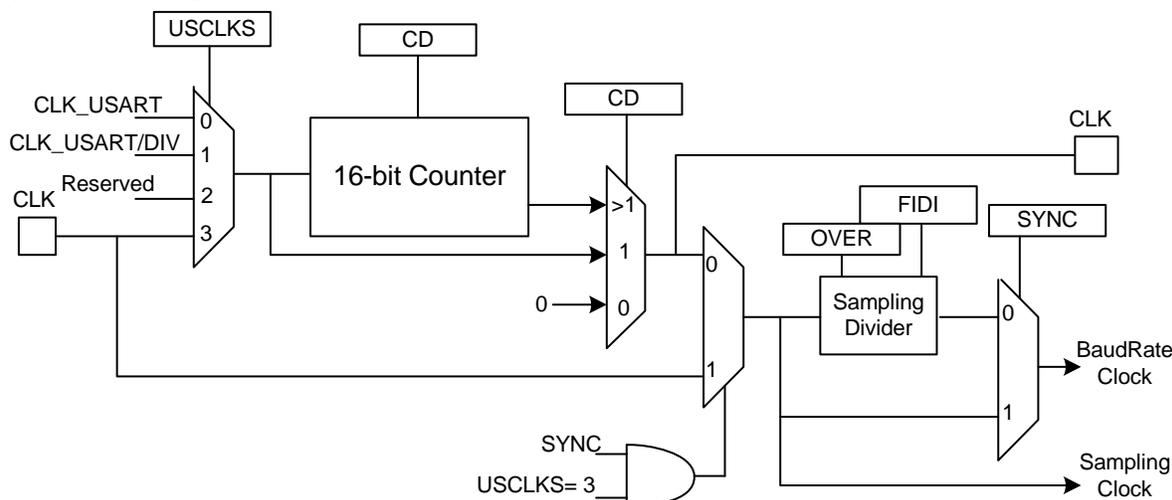 USCLKS
CD
CD
CLK_USART
CLK_USART/DIV
Reserved
CLK
0
1
2
3
16-bit Counter
>1
1
0
0
CLK
FIDI
OVER
SYNC
0
1
Sampling
Divider
0
1
BaudRate
Clock
SYNC
USCLKS= 3
Sampling
Clock